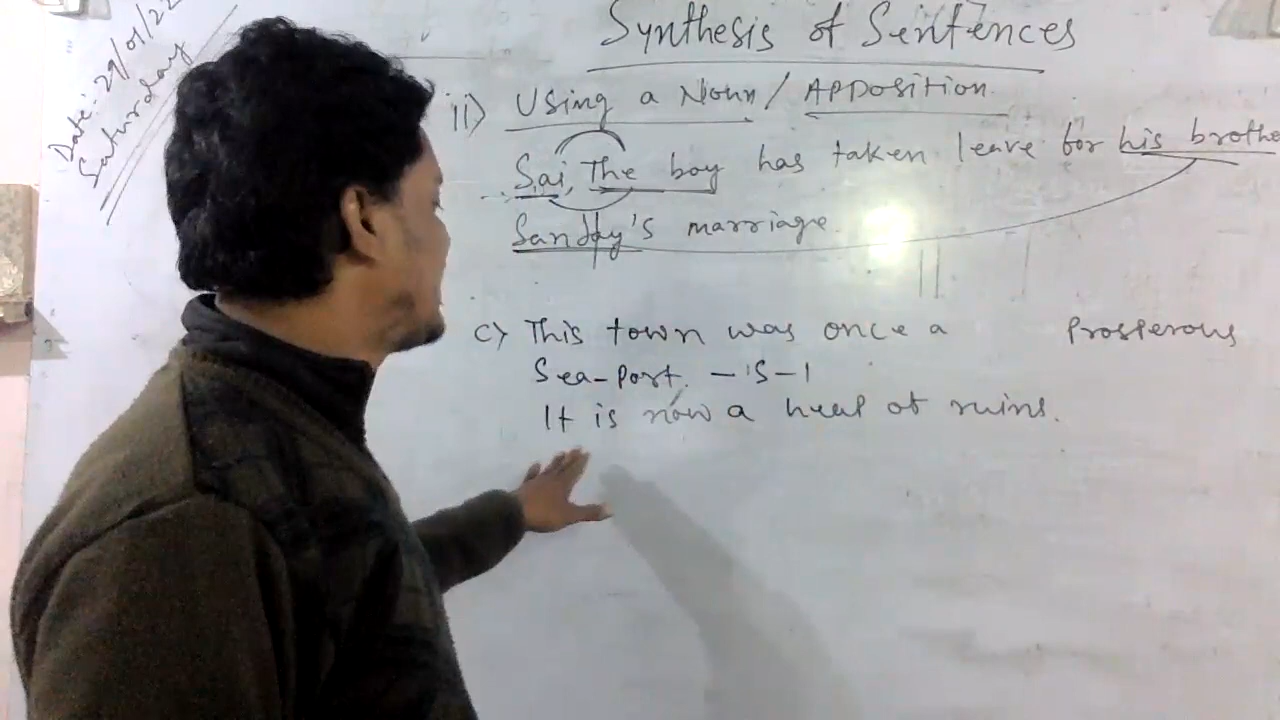 Date:- 29/01/22
Saturday
Synthesis of Sentences
ii) Using a Noun / APPOSITION
Sai, The boy has taken leave for his brothe
Sanday's marriage.
c) This town was once a Prosperous
Sea-Port. - S-1
It is now a heap of ruins.